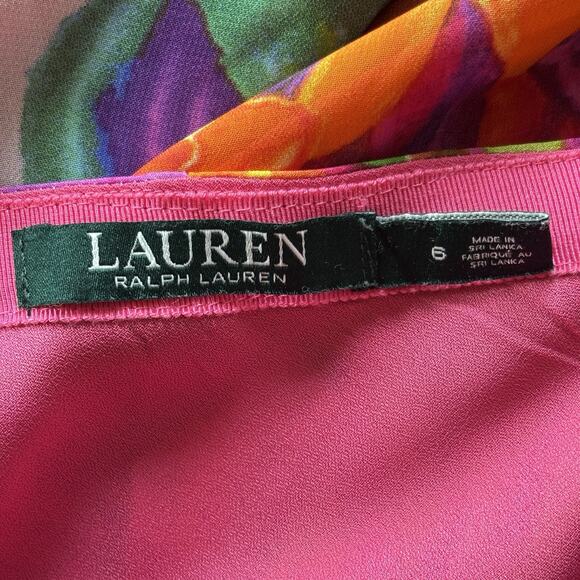 LAUREN
RALPH LAUREN
6
MADE IN
SRI LANKA
FABRIQUÉ AU
SRI LANKA